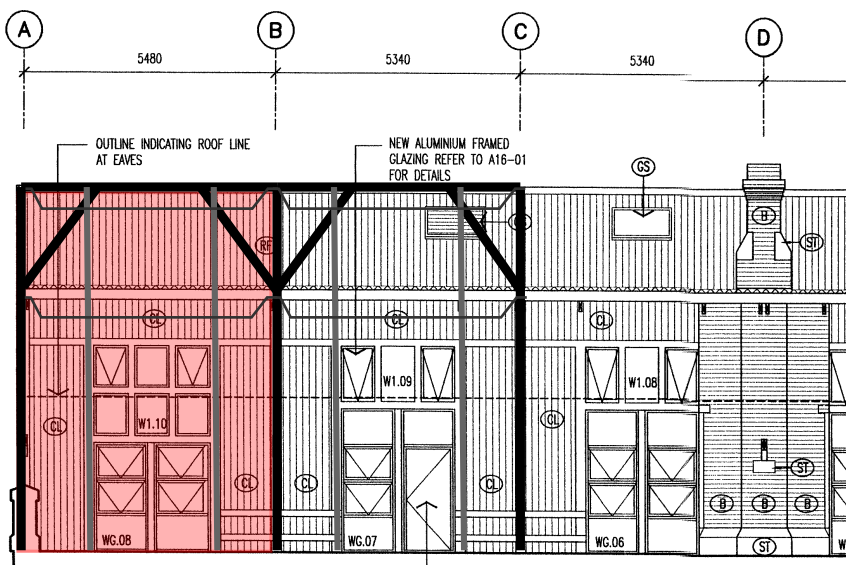 A
B
C
D
5480
5340
5340
OUTLINE INDICATING ROOF LINE
AT EAVES
NEW ALUMINIUM FRAMED
GLAZING REFER TO A16-01
FOR DETAILS
GS
B
ST
RF
CL
CL
CL
W1.10
W1.09
W1.08
CL
CL
ST
CL
CL
CL
B
B
B
WG.08
WG.07
WG.06
ST